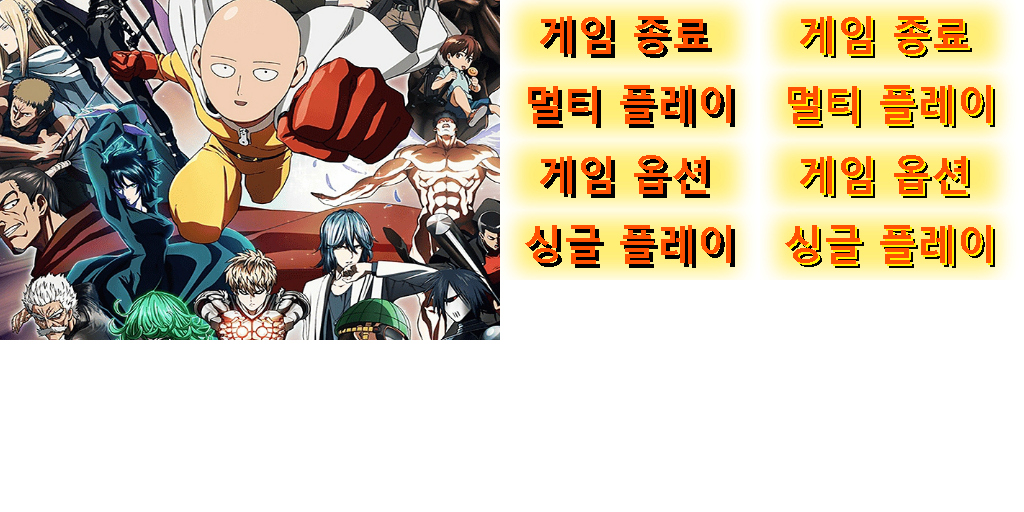 게임 종료 게임 종료
멀티 플레이 멀티 플레이
게임 옵션 게임 옵션
싱글 플레이 싱글 플레이